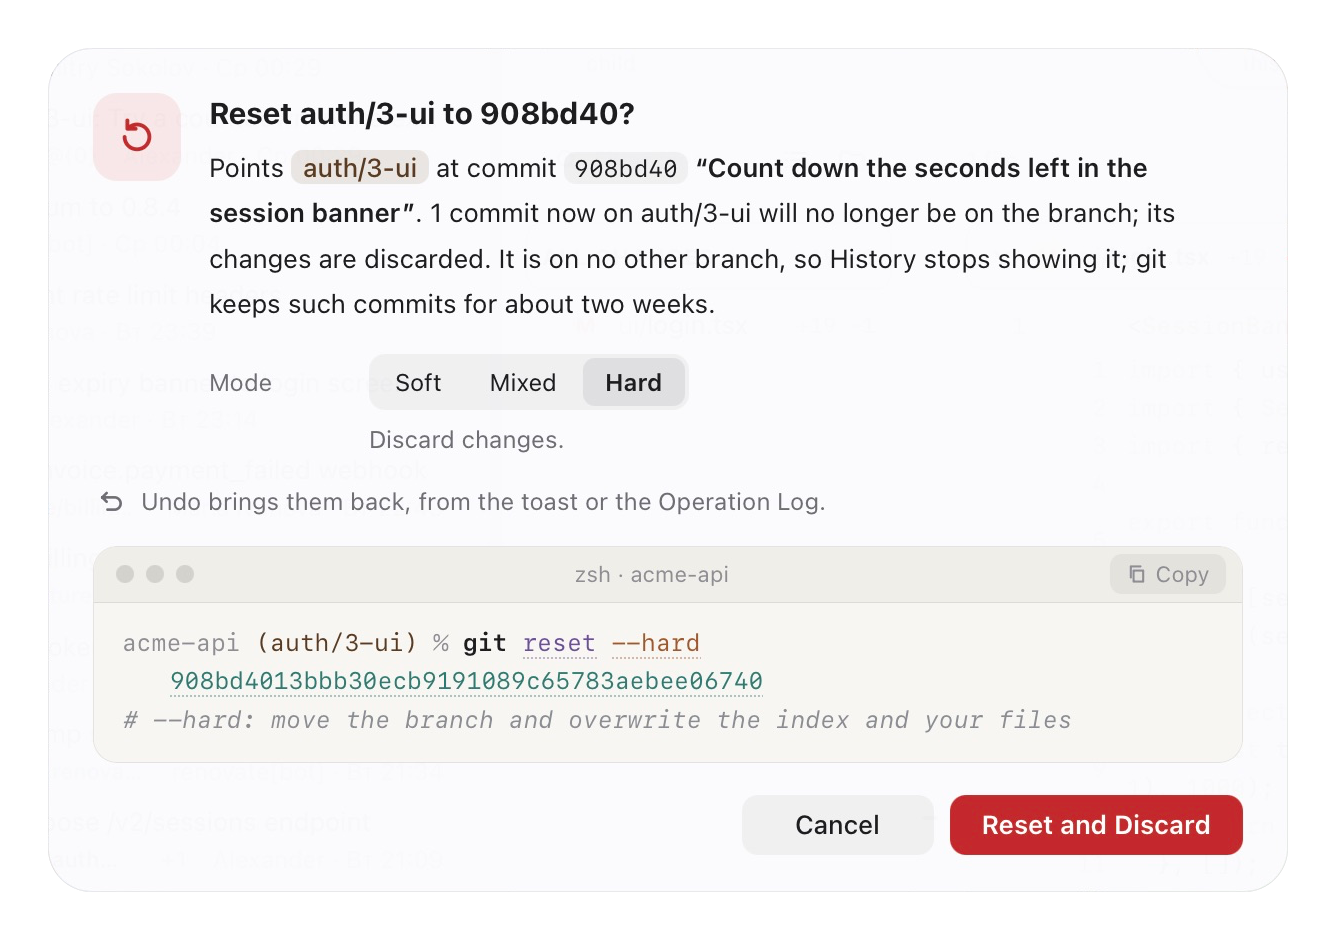 Reset auth/3-ui to 908bd40?
Points auth/3-ui at commit 908bd40 “Count down the seconds left in the
session banner”. 1 commit now on auth/3-ui will no longer be on the branch; its
changes are discarded. It is on no other branch, so History stops showing it; git
keeps such commits for about two weeks.
Mode Soft Mixed Hard
Discard changes.
Undo brings them back, from the toast or the Operation Log.
zsh · acme-api Copy
acme-api (auth/3-ui) % git reset --hard
908bd4013bbb30ecb9191089c65783aebee06740
# --hard: move the branch and overwrite the index and your files
Cancel Reset and Discard